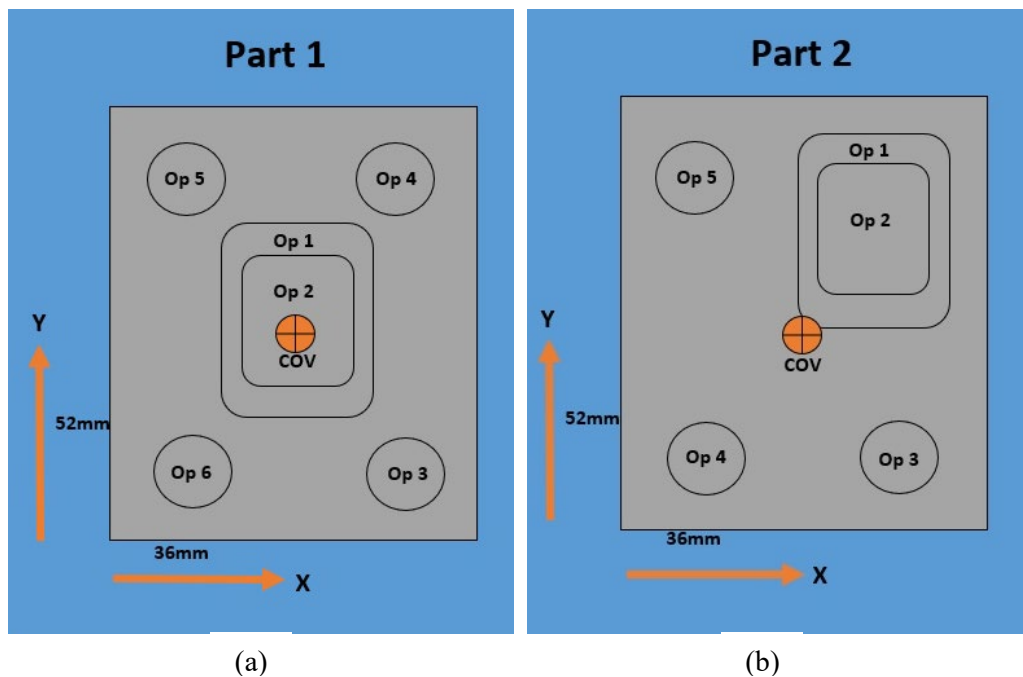 Part 1
Op 5
Op 4
Op 1
Op 2
COV
Y
52mm
Op 6
Op 3
36mm
X
(a)
Part 2
Op 1
Op 5
Op 2
Y
COV
52mm
Op 4
Op 3
36mm
X
(b)